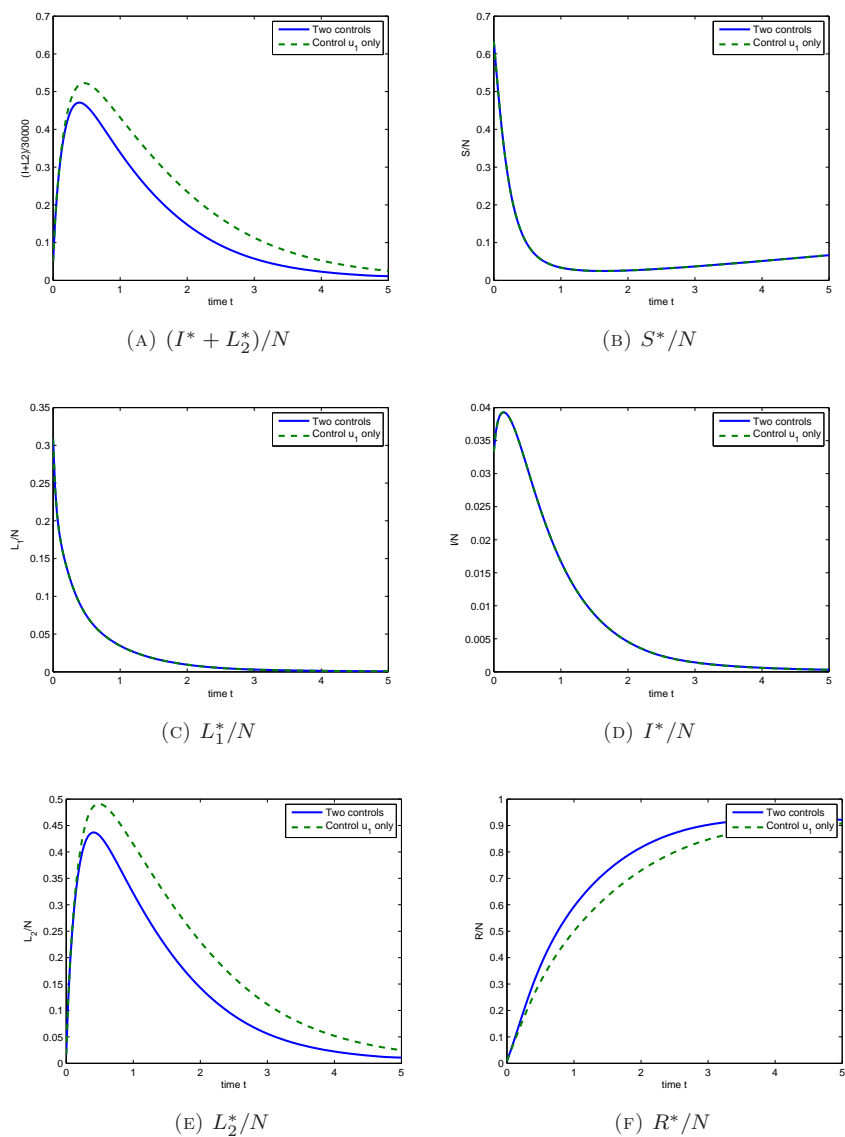 0.7
0.6
0.5
0.4
0.3
0.2
0.1
0
(I+L2)/30000
0 1 2 3 4 5
time t
Two controls
Control u₁ only
(A) (I* + L₂*)/N
0.7
0.6
0.5
0.4
0.3
0.2
0.1
0
S/N
0 1 2 3 4 5
time t
Two controls
Control u₁ only
(B) S*/N
0.35
0.3
0.25
0.2
0.15
0.1
0.05
0
L₁/N
0 1 2 3 4 5
time t
Two controls
Control u₁ only
(C) L₁*/N
0.04
0.035
0.03
0.025
0.02
0.015
0.01
0.005
0
I/N
0 1 2 3 4 5
time t
Two controls
Control u₁ only
(D) I*/N
0.5
0.45
0.4
0.35
0.3
0.25
0.2
0.15
0.1
0.05
0
L₂/N
0 1 2 3 4 5
time t
Two controls
Control u₁ only
(E) L₂*/N
1
0.9
0.8
0.7
0.6
0.5
0.4
0.3
0.2
0.1
0
R/N
0 1 2 3 4 5
time t
Two controls
Control u₁ only
(F) R*/N